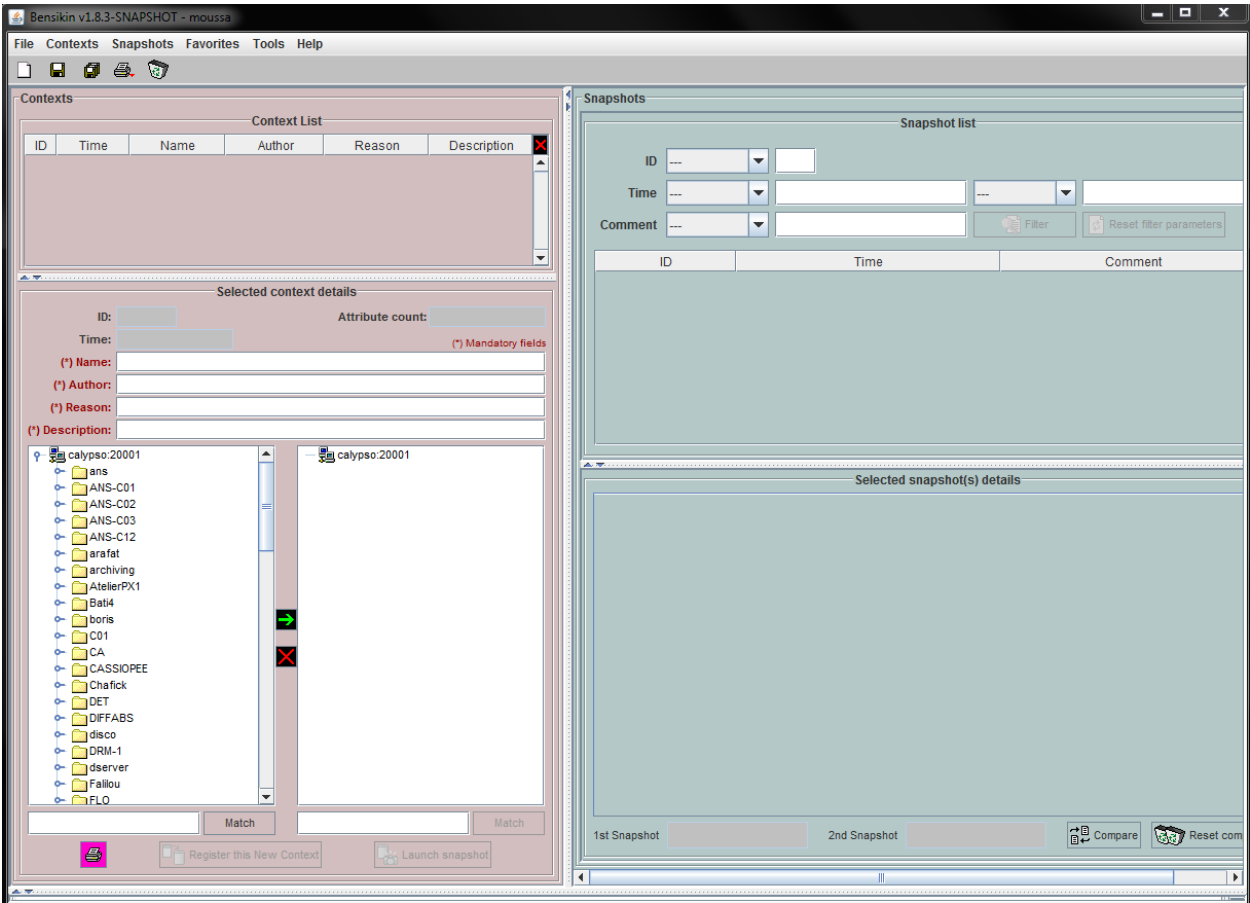 Bensikin v1.8.3-SNAPSHOT - moussa
File Contexts Snapshots Favorites Tools Help
Contexts
Context List
ID Time Name Author Reason Description
Selected context details
ID: Attribute count:
Time: (*) Mandatory fields
(*) Name:
(*) Author:
(*) Reason:
(*) Description:
calypso:20001
ans
ANS-C01
ANS-C02
ANS-C03
ANS-C12
arafat
archiving
AtelierPX1
Bati4
boris
C01
CA
CASSIOPEE
Chafick
DET
DIFFABS
disco
DRM-1
dserver
Falilou
FLO
calypso:20001
Match Match
Register this New Context Launch snapshot
Snapshots
Snapshot list
ID ---
Time --- ---
Comment --- Filter Reset filter parameters
ID Time Comment
Selected snapshot(s) details
1st Snapshot 2nd Snapshot Compare Reset com